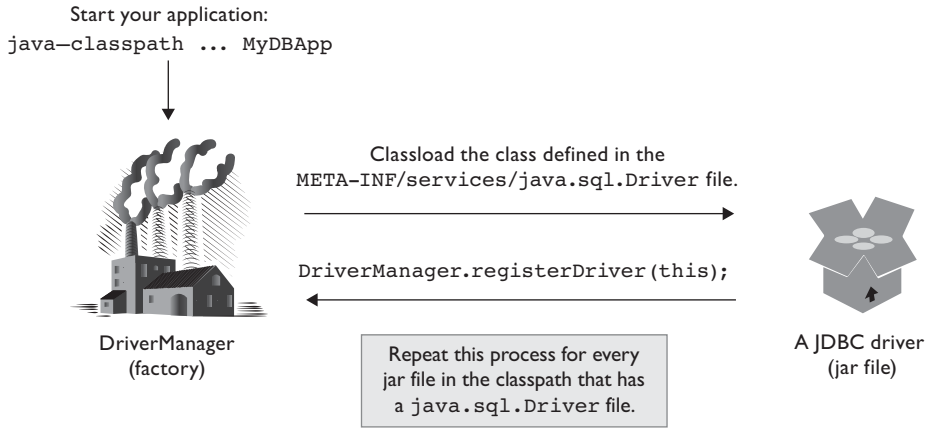 Start your application:
java—classpath ... MyDBApp
Classload the class defined in the
META-INF/services/java.sql.Driver file.
DriverManager.registerDriver(this);
DriverManager
(factory)
Repeat this process for every
jar file in the classpath that has
a java.sql.Driver file.
A JDBC driver
(jar file)